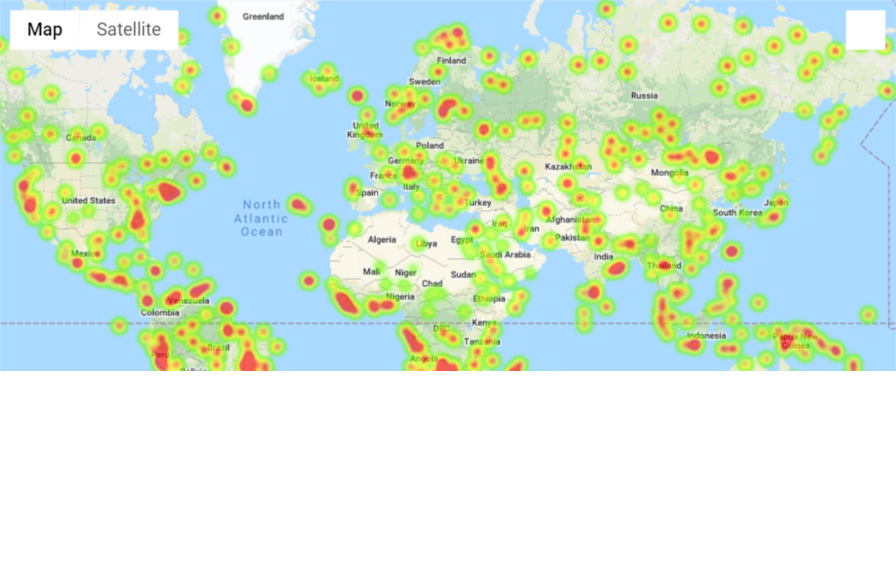 Map
Satellite
Greenland
Iceland
Finland
Sweden
Norway
Russia
Canada
United
Kingdom
Poland
Germany
Ukraine
Kazakhstan
Mongolia
France
Italy
Spain
Turkey
United States
North
Atlantic
Ocean
China
Japan
South Korea
Afghanistan
Iraq
Iran
Pakistan
Algeria
Libya
Egypt
Saudi Arabia
India
Thailand
Mexico
Mali
Niger
Chad
Sudan
Nigeria
Ethiopia
Venezuela
Colombia
DRC
Kenya
Tanzania
Indonesia
Papua New
Guinea
Peru
Brazil
Angola
Bolivia